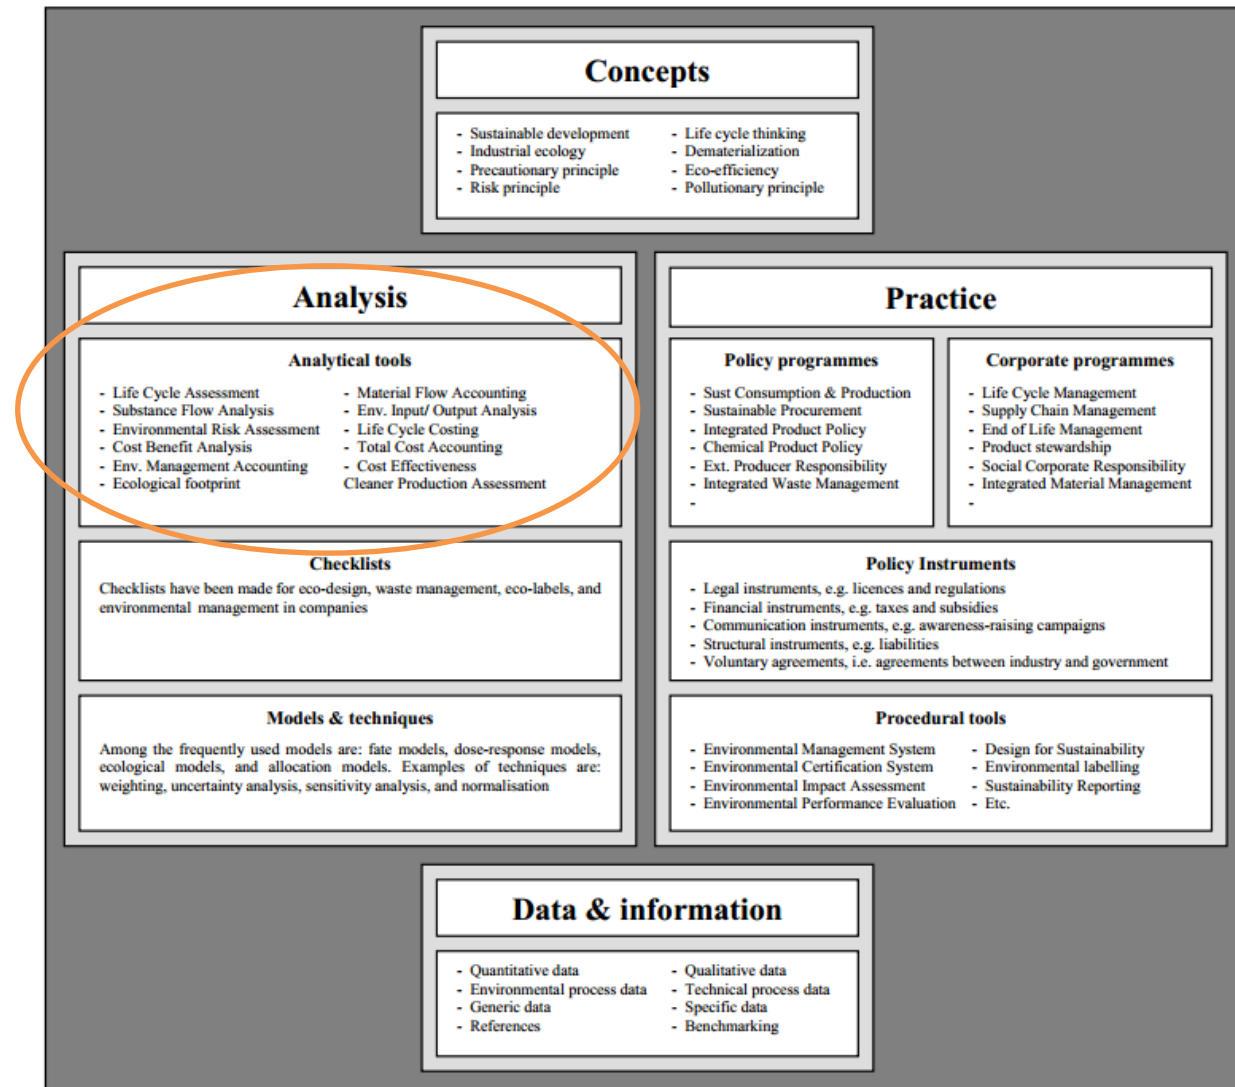 Concepts
- Sustainable development
- Industrial ecology
- Precautionary principle
- Risk principle
- Life cycle thinking
- Dematerialization
- Eco-efficiency
- Pollutionary principle
Analysis
Analytical tools
- Life Cycle Assessment
- Substance Flow Analysis
- Environmental Risk Assessment
- Cost Benefit Analysis
- Env. Management Accounting
- Ecological footprint
- Material Flow Accounting
- Env. Input/ Output Analysis
- Life Cycle Costing
- Total Cost Accounting
- Cost Effectiveness
Cleaner Production Assessment
Checklists
Checklists have been made for eco-design, waste management, eco-labels, and
environmental management in companies
Models & techniques
Among the frequently used models are: fate models, dose-response models,
ecological models, and allocation models. Examples of techniques are:
weighting, uncertainty analysis, sensitivity analysis, and normalisation
Practice
Policy programmes
- Sust Consumption & Production
- Sustainable Procurement
- Integrated Product Policy
- Chemical Product Policy
- Ext. Producer Responsibility
- Integrated Waste Management
-
Corporate programmes
- Life Cycle Management
- Supply Chain Management
- End of Life Management
- Product stewardship
- Social Corporate Responsibility
- Integrated Material Management
-
Policy Instruments
- Legal instruments, e.g. licences and regulations
- Financial instruments, e.g. taxes and subsidies
- Communication instruments, e.g. awareness-raising campaigns
- Structural instruments, e.g. liabilities
- Voluntary agreements, i.e. agreements between industry and government
Procedural tools
- Environmental Management System
- Environmental Certification System
- Environmental Impact Assessment
- Environmental Performance Evaluation
- Design for Sustainability
- Environmental labelling
- Sustainability Reporting
- Etc.
Data & information
- Quantitative data
- Environmental process data
- Generic data
- References
- Qualitative data
- Technical process data
- Specific data
- Benchmarking